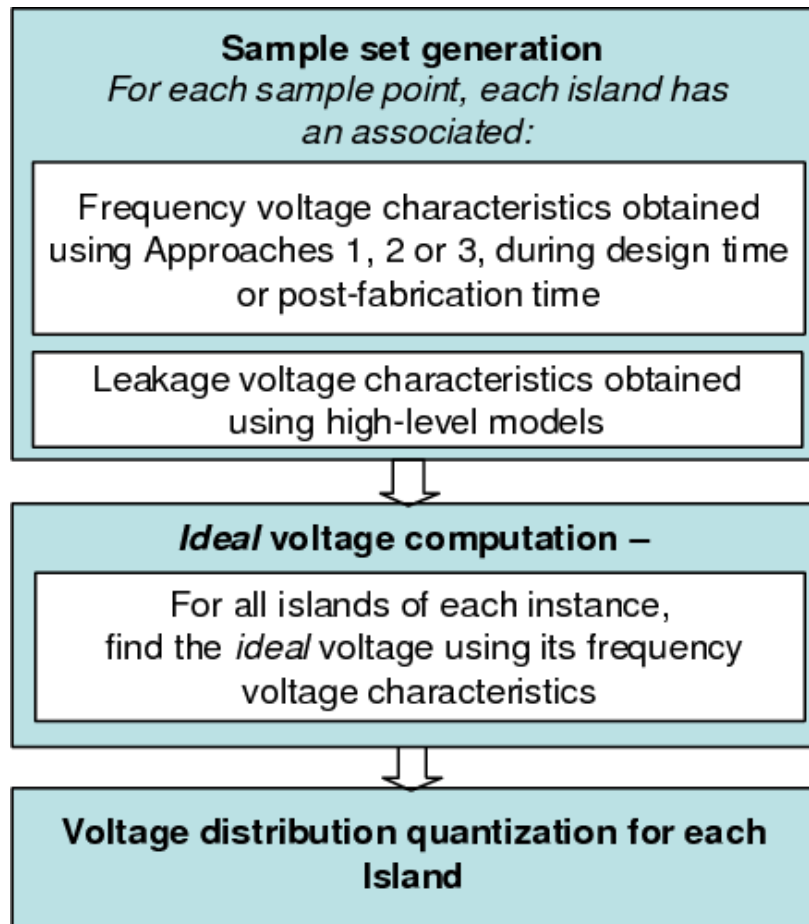 Sample set generation
For each sample point, each island has
an associated:
Frequency voltage characteristics obtained
using Approaches 1, 2 or 3, during design time
or post-fabrication time
Leakage voltage characteristics obtained
using high-level models
Ideal voltage computation –
For all islands of each instance,
find the ideal voltage using its frequency
voltage characteristics
Voltage distribution quantization for each
Island